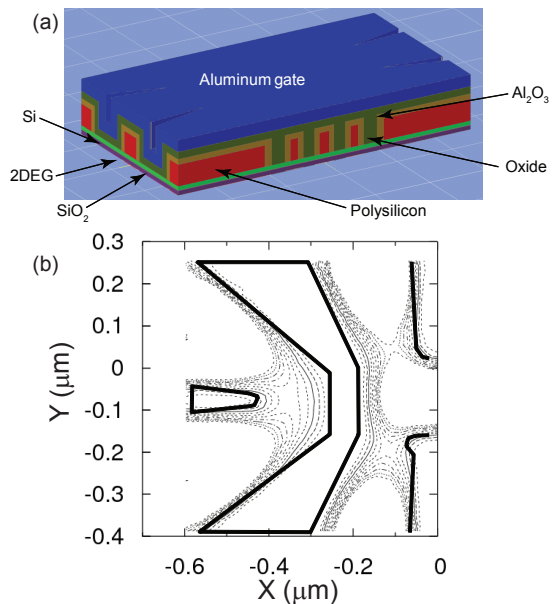 (a)
Aluminum gate
Al₂O₃
Si
2DEG
SiO₂
Oxide
Polysilicon
(b)
0.3
0.2
0.1
0
-0.1
-0.2
-0.3
-0.4
Y (μm)
-0.6 -0.4 -0.2 0
X (μm)